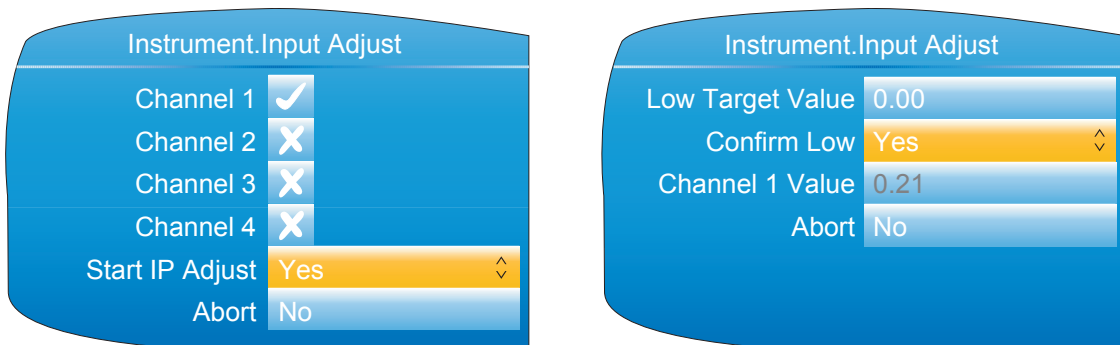 Instrument.Input Adjust
Channel 1
Channel 2
Channel 3
Channel 4
Start IP Adjust Yes
Abort No
Instrument.Input Adjust
Low Target Value 0.00
Confirm Low Yes
Channel 1 Value 0.21
Abort No